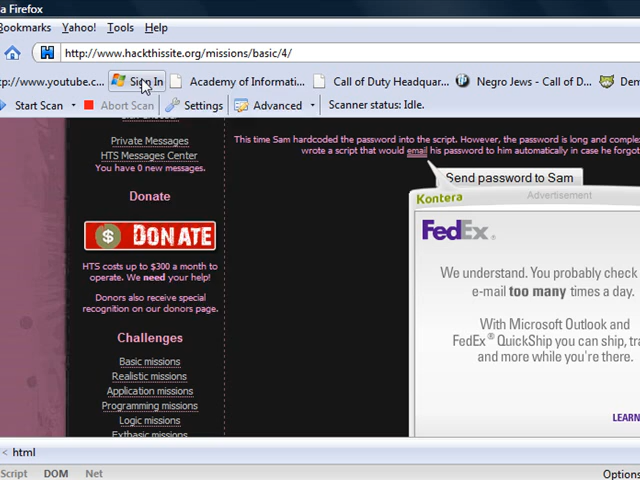 a Firefox
Bookmarks Yahoo! Tools Help
http://www.hackthissite.org/missions/basic/4/
tp://www.youtube.c... Sign In Academy of Informati... Call of Duty Headquar... Negro Jews - Call of D... Dem
Start Scan Abort Scan Settings Advanced Scanner status: Idle.
Private Messages
HTS Messages Center
You have 0 new messages.
Donate
$ DONATE
HTS costs up to $300 a month to
operate. We need your help!
Donors also receive special
recognition on our donors page.
Challenges
Basic missions
Realistic missions
Application missions
Programming missions
Logic missions
Extbasic missions
This time Sam hardcoded the password into the script. However, the password is long and comple
wrote a script that would email his password to him automatically in case he forgo
Send password to Sam
Kontera Advertisement
FedEx®
We understand. You probably check
e-mail too many times a day.
With Microsoft Outlook and
FedEx® QuickShip you can ship, tra
and more while you're there.
LEARN
< html
Script DOM Net
Options